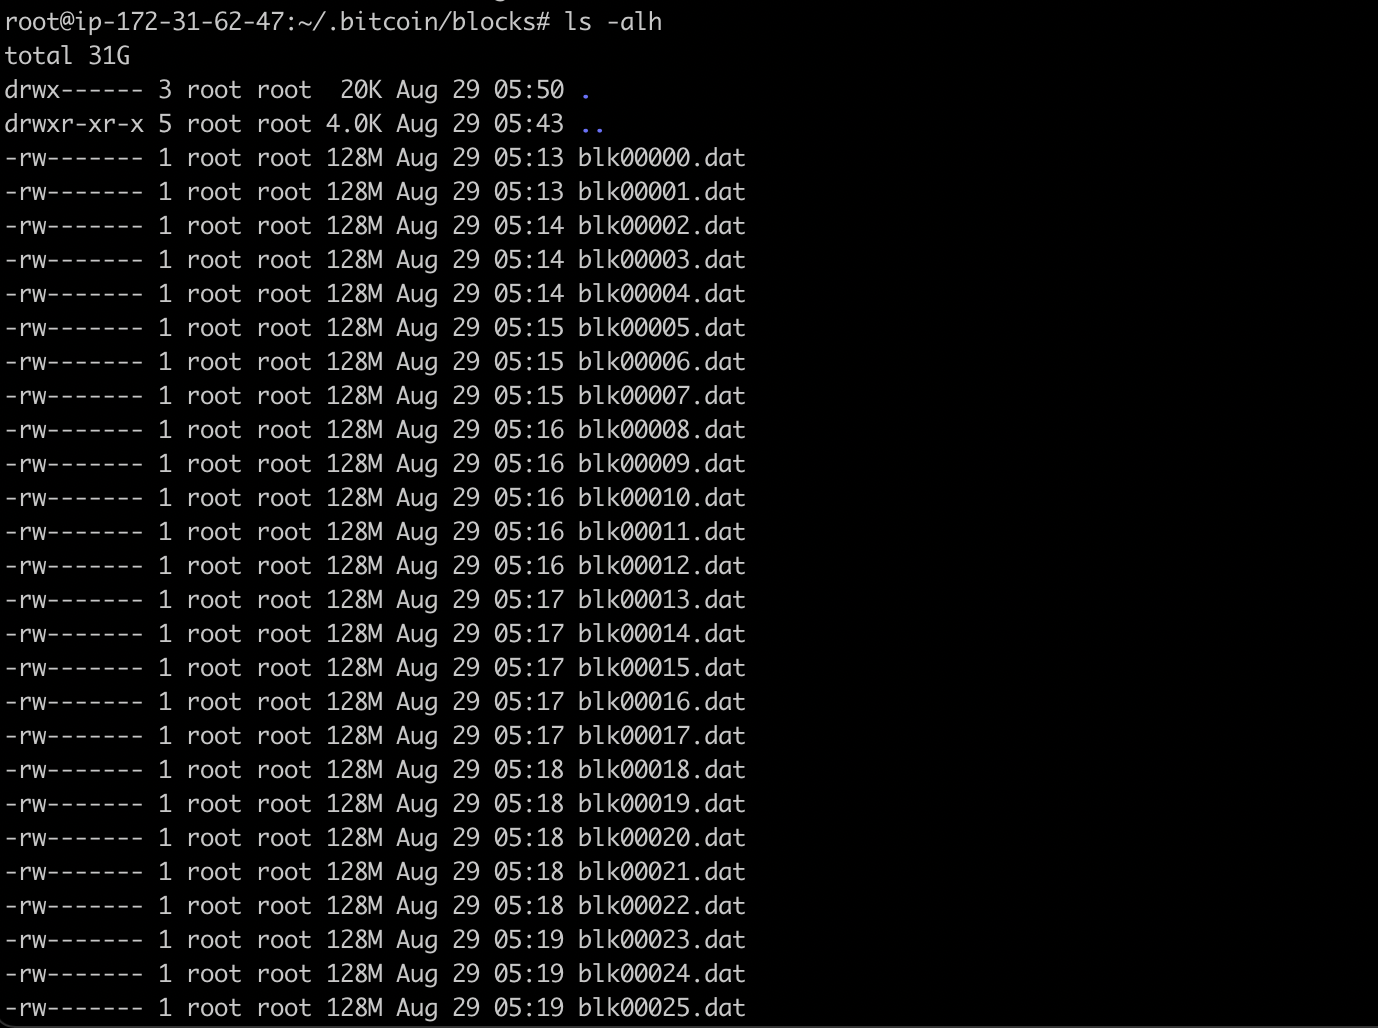 root@ip-172-31-62-47:~/.bitcoin/blocks# ls -alh
total 31G
drwx------ 3 root root  20K Aug 29 05:50 .
drwxr-xr-x 5 root root 4.0K Aug 29 05:43 ..
-rw------- 1 root root 128M Aug 29 05:13 blk00000.dat
-rw------- 1 root root 128M Aug 29 05:13 blk00001.dat
-rw------- 1 root root 128M Aug 29 05:14 blk00002.dat
-rw------- 1 root root 128M Aug 29 05:14 blk00003.dat
-rw------- 1 root root 128M Aug 29 05:14 blk00004.dat
-rw------- 1 root root 128M Aug 29 05:15 blk00005.dat
-rw------- 1 root root 128M Aug 29 05:15 blk00006.dat
-rw------- 1 root root 128M Aug 29 05:15 blk00007.dat
-rw------- 1 root root 128M Aug 29 05:16 blk00008.dat
-rw------- 1 root root 128M Aug 29 05:16 blk00009.dat
-rw------- 1 root root 128M Aug 29 05:16 blk00010.dat
-rw------- 1 root root 128M Aug 29 05:16 blk00011.dat
-rw------- 1 root root 128M Aug 29 05:16 blk00012.dat
-rw------- 1 root root 128M Aug 29 05:17 blk00013.dat
-rw------- 1 root root 128M Aug 29 05:17 blk00014.dat
-rw------- 1 root root 128M Aug 29 05:17 blk00015.dat
-rw------- 1 root root 128M Aug 29 05:17 blk00016.dat
-rw------- 1 root root 128M Aug 29 05:17 blk00017.dat
-rw------- 1 root root 128M Aug 29 05:18 blk00018.dat
-rw------- 1 root root 128M Aug 29 05:18 blk00019.dat
-rw------- 1 root root 128M Aug 29 05:18 blk00020.dat
-rw------- 1 root root 128M Aug 29 05:18 blk00021.dat
-rw------- 1 root root 128M Aug 29 05:18 blk00022.dat
-rw------- 1 root root 128M Aug 29 05:19 blk00023.dat
-rw------- 1 root root 128M Aug 29 05:19 blk00024.dat
-rw------- 1 root root 128M Aug 29 05:19 blk00025.dat